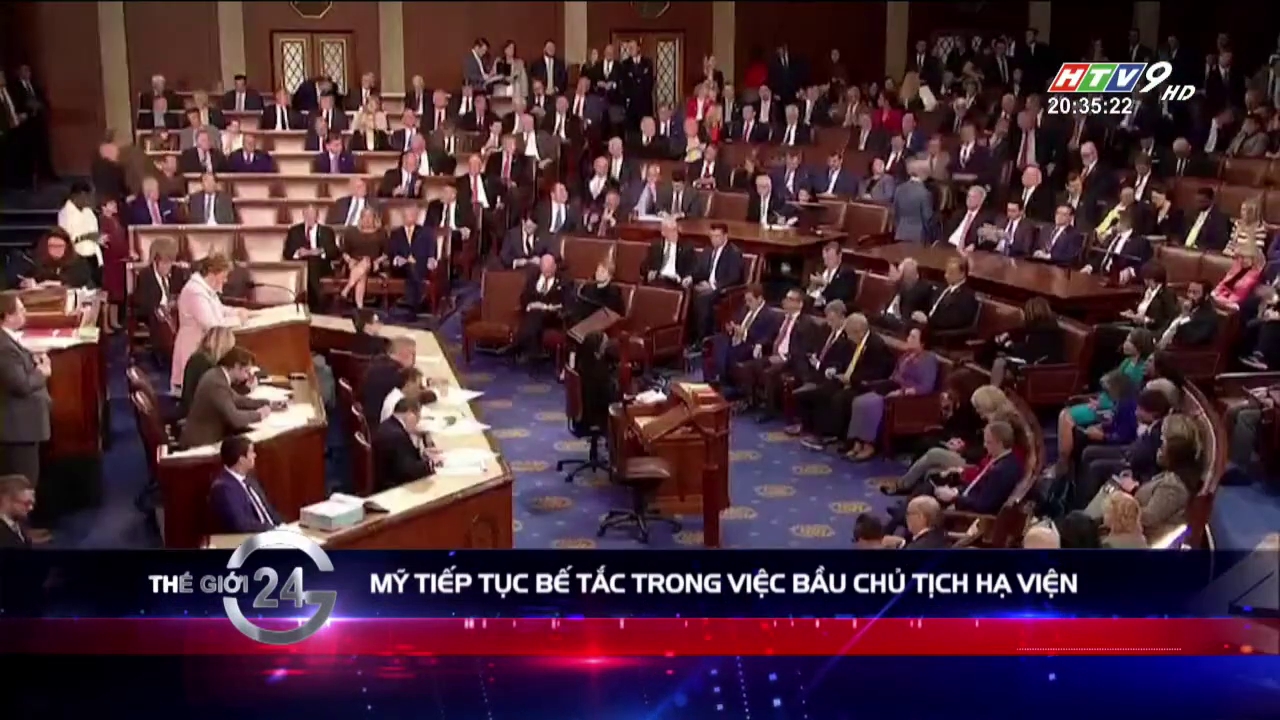 HTV9 HD
20:35:22
THẾ GIỚI 24G
MỸ TIẾP TỤC BẾ TẮC TRONG VIỆC BẦU CHỦ TỊCH HẠ VIỆN